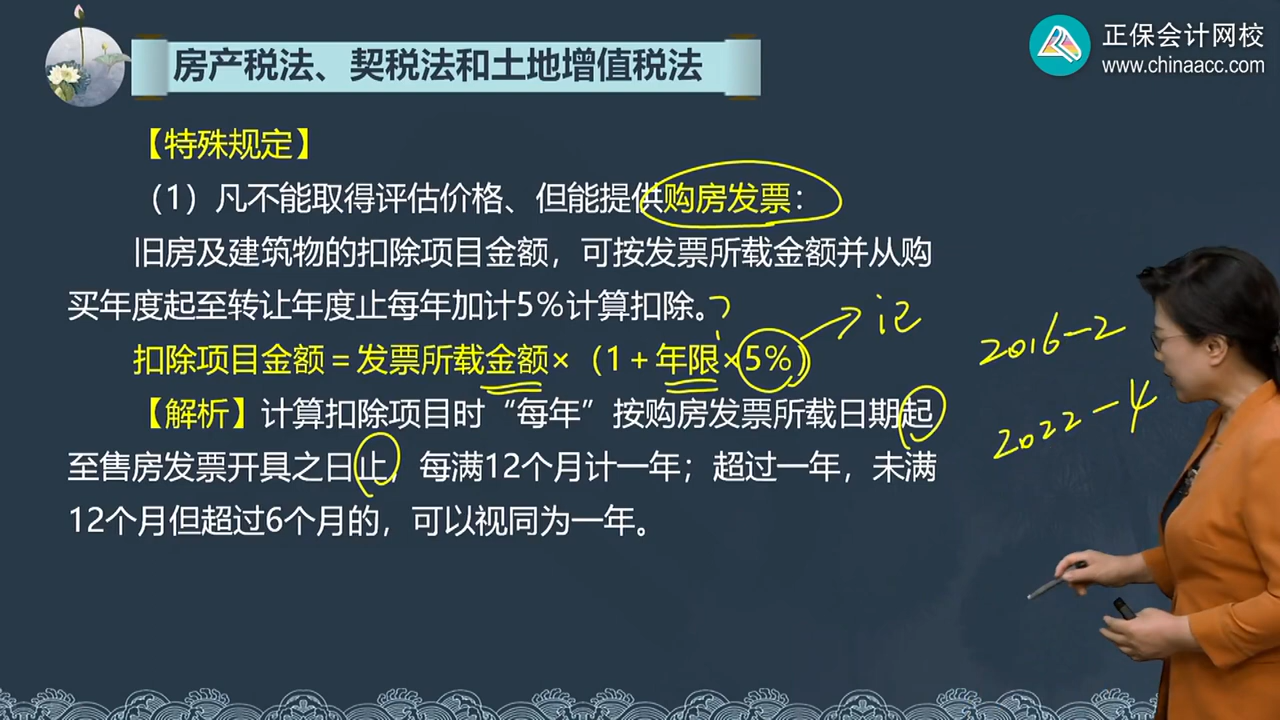 房产税法、契税法和土地增值税法
正保会计网校
www.chinaacc.com
【特殊规定】
（1）凡不能取得评估价格、但能提供购房发票：
旧房及建筑物的扣除项目金额，可按发票所载金额并从购
买年度起至转让年度止每年加计5%计算扣除。
扣除项目金额＝发票所载金额×（1＋年限×5%）
记
2016-2
【解析】计算扣除项目时“每年”按购房发票所载日期起
2022-4
至售房发票开具之日止，每满12个月计一年；超过一年，未满
12个月但超过6个月的，可以视同为一年。